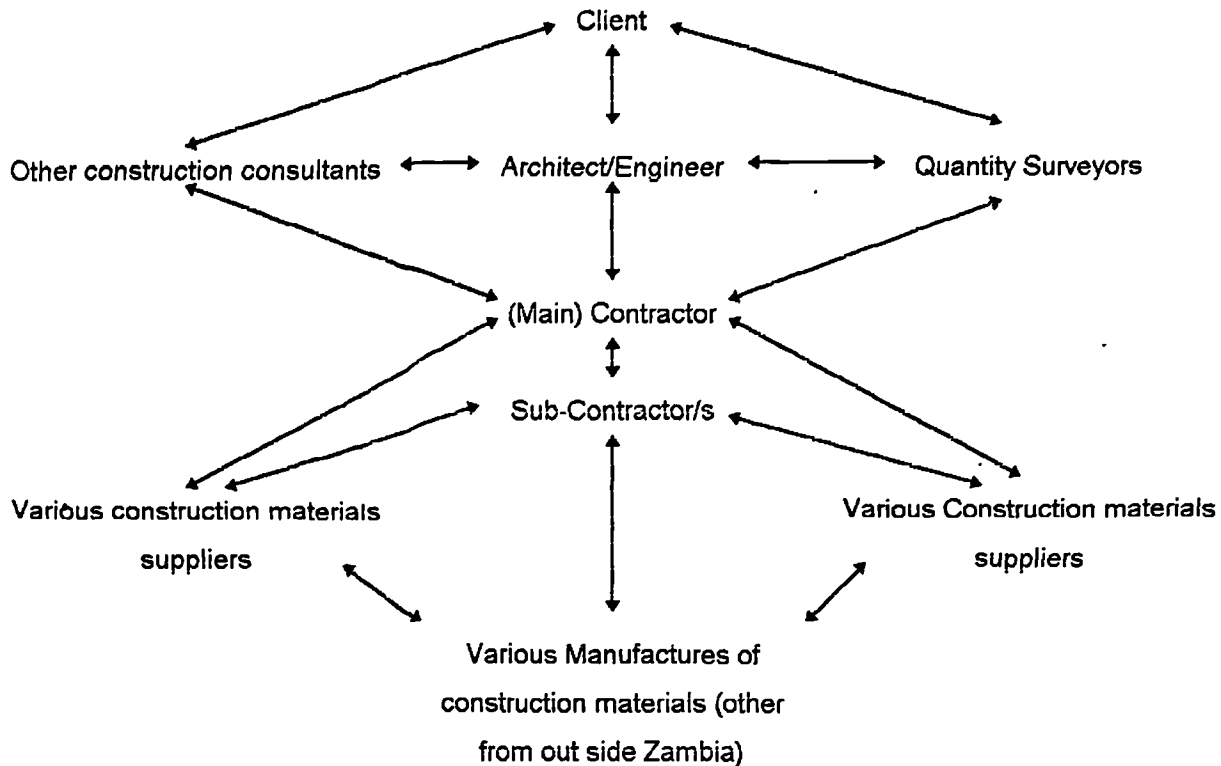 Client
Other construction consultants
Architect/Engineer
Quantity Surveyors
(Main) Contractor
Sub-Contractor/s
Various construction materials
suppliers
Various Construction materials
suppliers
Various Manufactures of
construction materials (other
from out side Zambia)